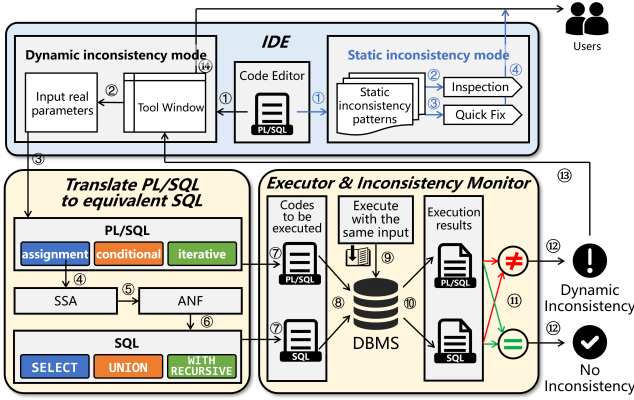 IDE
Users
Dynamic inconsistency mode
⑭
Input real
parameters
②
Tool Window
①
Code Editor
PL/SQL
①
Static inconsistency mode
Static
inconsistency
patterns
②
Inspection
③
Quick Fix
④
③
⑬
Translate PL/SQL
to equivalent SQL
PL/SQL
assignment
conditional
iterative
④
SSA
⑤
ANF
⑥
SQL
SELECT
UNION
WITH
RECURSIVE
⑦
⑦
Executor & Inconsistency Monitor
Codes
to be
executed
PL/SQL
SQL
Execute
with the
same input
⑨
⑧
DBMS
⑩
Execution
results
PL/SQL
SQL
≠
⑪
=
⑫
Dynamic
Inconsistency
⑫
No
Inconsistency